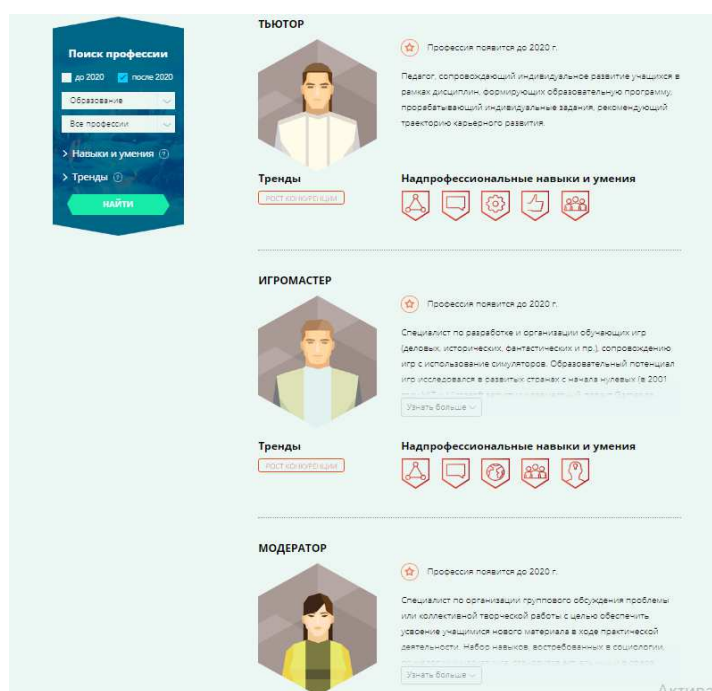 Поиск профессии
до 2020 после 2020
Образование
Все профессии
> Навыки и умения ?
> Тренды ?
НАЙТИ
ТЬЮТОР
Профессия появится до 2020 г.
Педагог, сопровождающий индивидуальное развитие учащихся в
рамках дисциплин, формирующих образовательную программу,
прорабатывающий индивидуальные задания, рекомендующий
траекторию карьерного развития.
Тренды
РОСТ КОНКУРЕНЦИИ
Надпрофессиональные навыки и умения
ИГРОМАСТЕР
Профессия появится до 2020 г.
Специалист по разработке и организации обучающих игр
(деловых, исторических, фантастических и пр.), сопровождению
игр с использование симуляторов. Образовательный потенциал
игр исследовался в развитых странах с начала нулевых (в 2001
Узнать больше
Тренды
РОСТ КОНКУРЕНЦИИ
Надпрофессиональные навыки и умения
МОДЕРАТОР
Профессия появится до 2020 г.
Специалист по организации группового обсуждения проблемы
или коллективной творческой работы с целью обеспечить
усвоение учащимися нового материала в ходе практической
деятельности. Набор навыков, востребованных в социологии,
Узнать больше